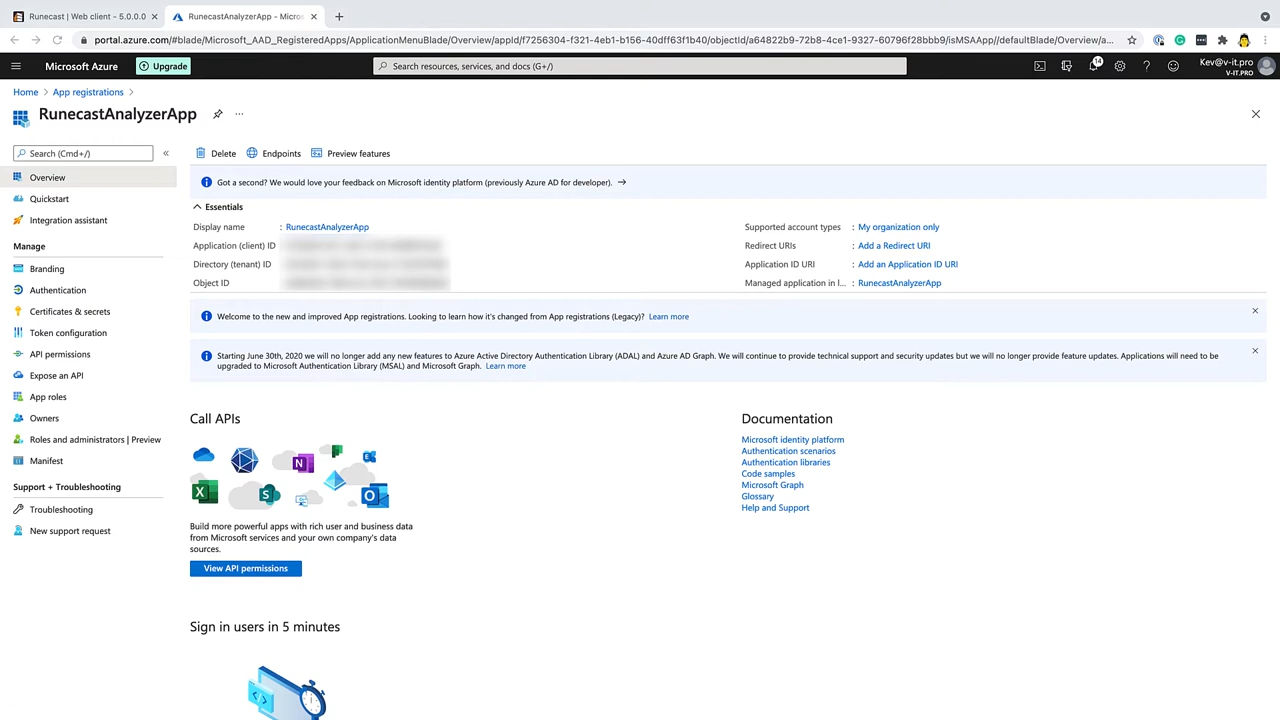 Runecast | Web client - 5.0.0.0
RunecastAnalyzerApp - Micros
portal.azure.com/#blade/Microsoft_AAD_RegisteredApps/ApplicationMenuBlade/Overview/appId/f7256304-f321-4eb1-b156-40dff63f1b40/objectId/a64822b9-72b8-4ce1-9327-60796f28bbb9/isMSAApp//defaultBlade/Overview/a...
Microsoft Azure
Upgrade
Search resources, services, and docs (G+/)
14
Kev@v-it.pro
V-IT.PRO
Home > App registrations >
RunecastAnalyzerApp
Search (Cmd+/)
Overview
Quickstart
Integration assistant
Manage
Branding
Authentication
Certificates & secrets
Token configuration
API permissions
Expose an API
App roles
Owners
Roles and administrators | Preview
Manifest
Support + Troubleshooting
Troubleshooting
New support request
Delete
Endpoints
Preview features
Got a second? We would love your feedback on Microsoft identity platform (previously Azure AD for developer). →
Essentials
Display name : RunecastAnalyzerApp
Application (client) ID
Directory (tenant) ID
Object ID
Supported account types : My organization only
Redirect URIs : Add a Redirect URI
Application ID URI : Add an Application ID URI
Managed application in l... : RunecastAnalyzerApp
Welcome to the new and improved App registrations. Looking to learn how it's changed from App registrations (Legacy)? Learn more
Starting June 30th, 2020 we will no longer add any new features to Azure Active Directory Authentication Library (ADAL) and Azure AD Graph. We will continue to provide technical support and security updates but we will no longer provide feature updates. Applications will need to be
upgraded to Microsoft Authentication Library (MSAL) and Microsoft Graph. Learn more
Call APIs
Build more powerful apps with rich user and business data
from Microsoft services and your own company's data
sources.
View API permissions
Documentation
Microsoft identity platform
Authentication scenarios
Authentication libraries
Code samples
Microsoft Graph
Glossary
Help and Support
Sign in users in 5 minutes